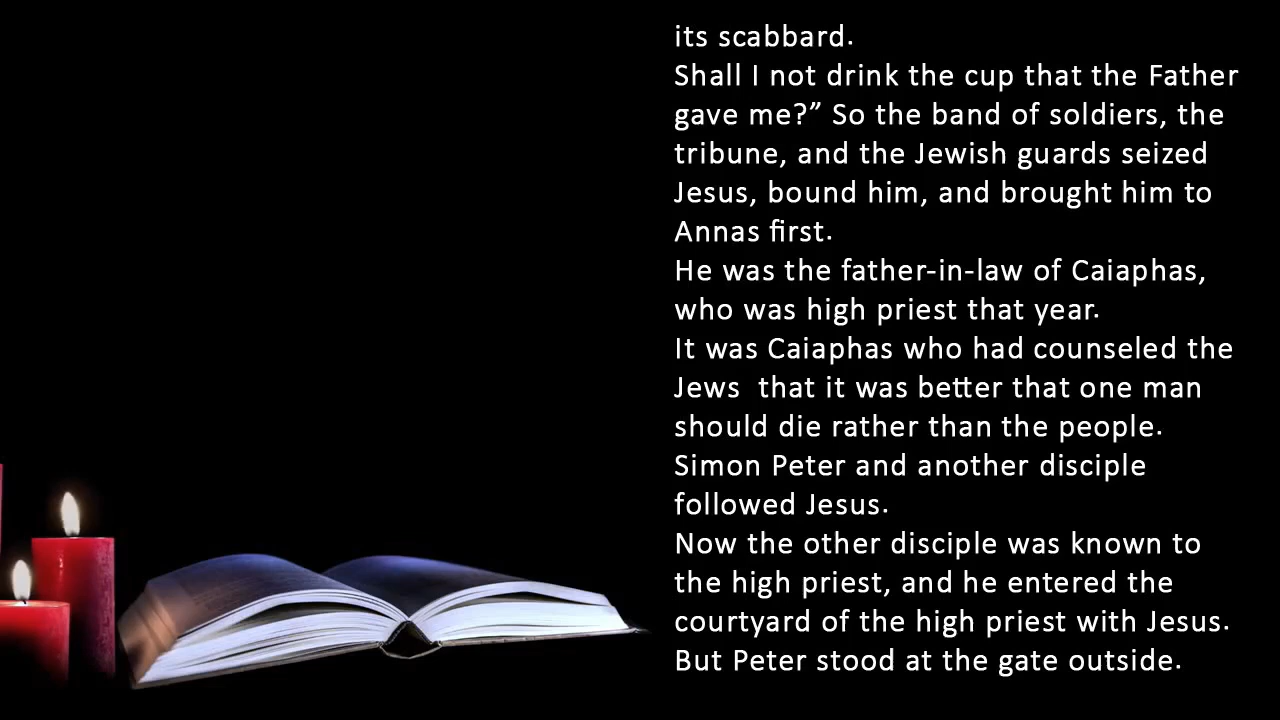 its scabbard.
Shall I not drink the cup that the Father
gave me?” So the band of soldiers, the
tribune, and the Jewish guards seized
Jesus, bound him, and brought him to
Annas first.
He was the father-in-law of Caiaphas,
who was high priest that year.
It was Caiaphas who had counseled the
Jews  that it was better that one man
should die rather than the people.
Simon Peter and another disciple
followed Jesus.
Now the other disciple was known to
the high priest, and he entered the
courtyard of the high priest with Jesus.
But Peter stood at the gate outside.